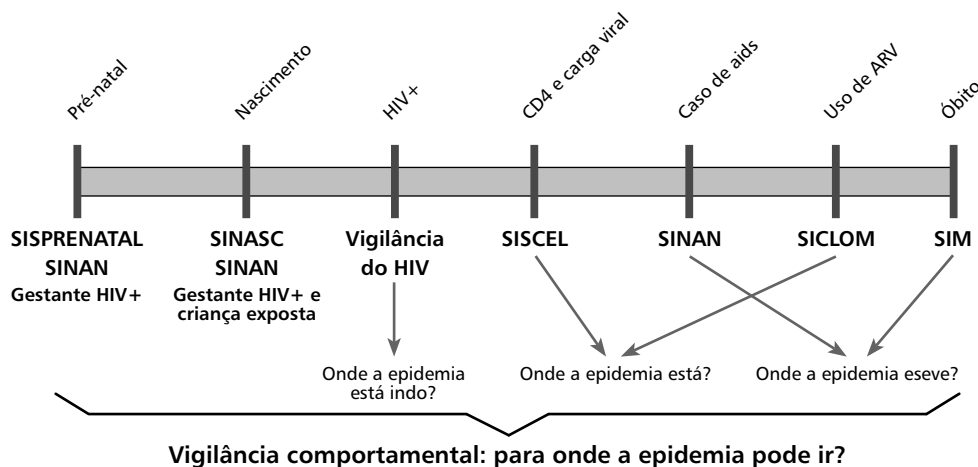 Pré-natal
Nascimento
HIV+
CD4 e carga viral
Caso de aids
Uso de ARV
Óbito
SISPRENATAL
SINAN
Gestante HIV+
SINASC
SINAN
Gestante HIV+ e
criança exposta
Vigilância
do HIV
SISCEL
SINAN
SICLOM
SIM
Onde a epidemia
está indo?
Onde a epidemia está?
Onde a epidemia eseve?
Vigilância comportamental: para onde a epidemia pode ir?